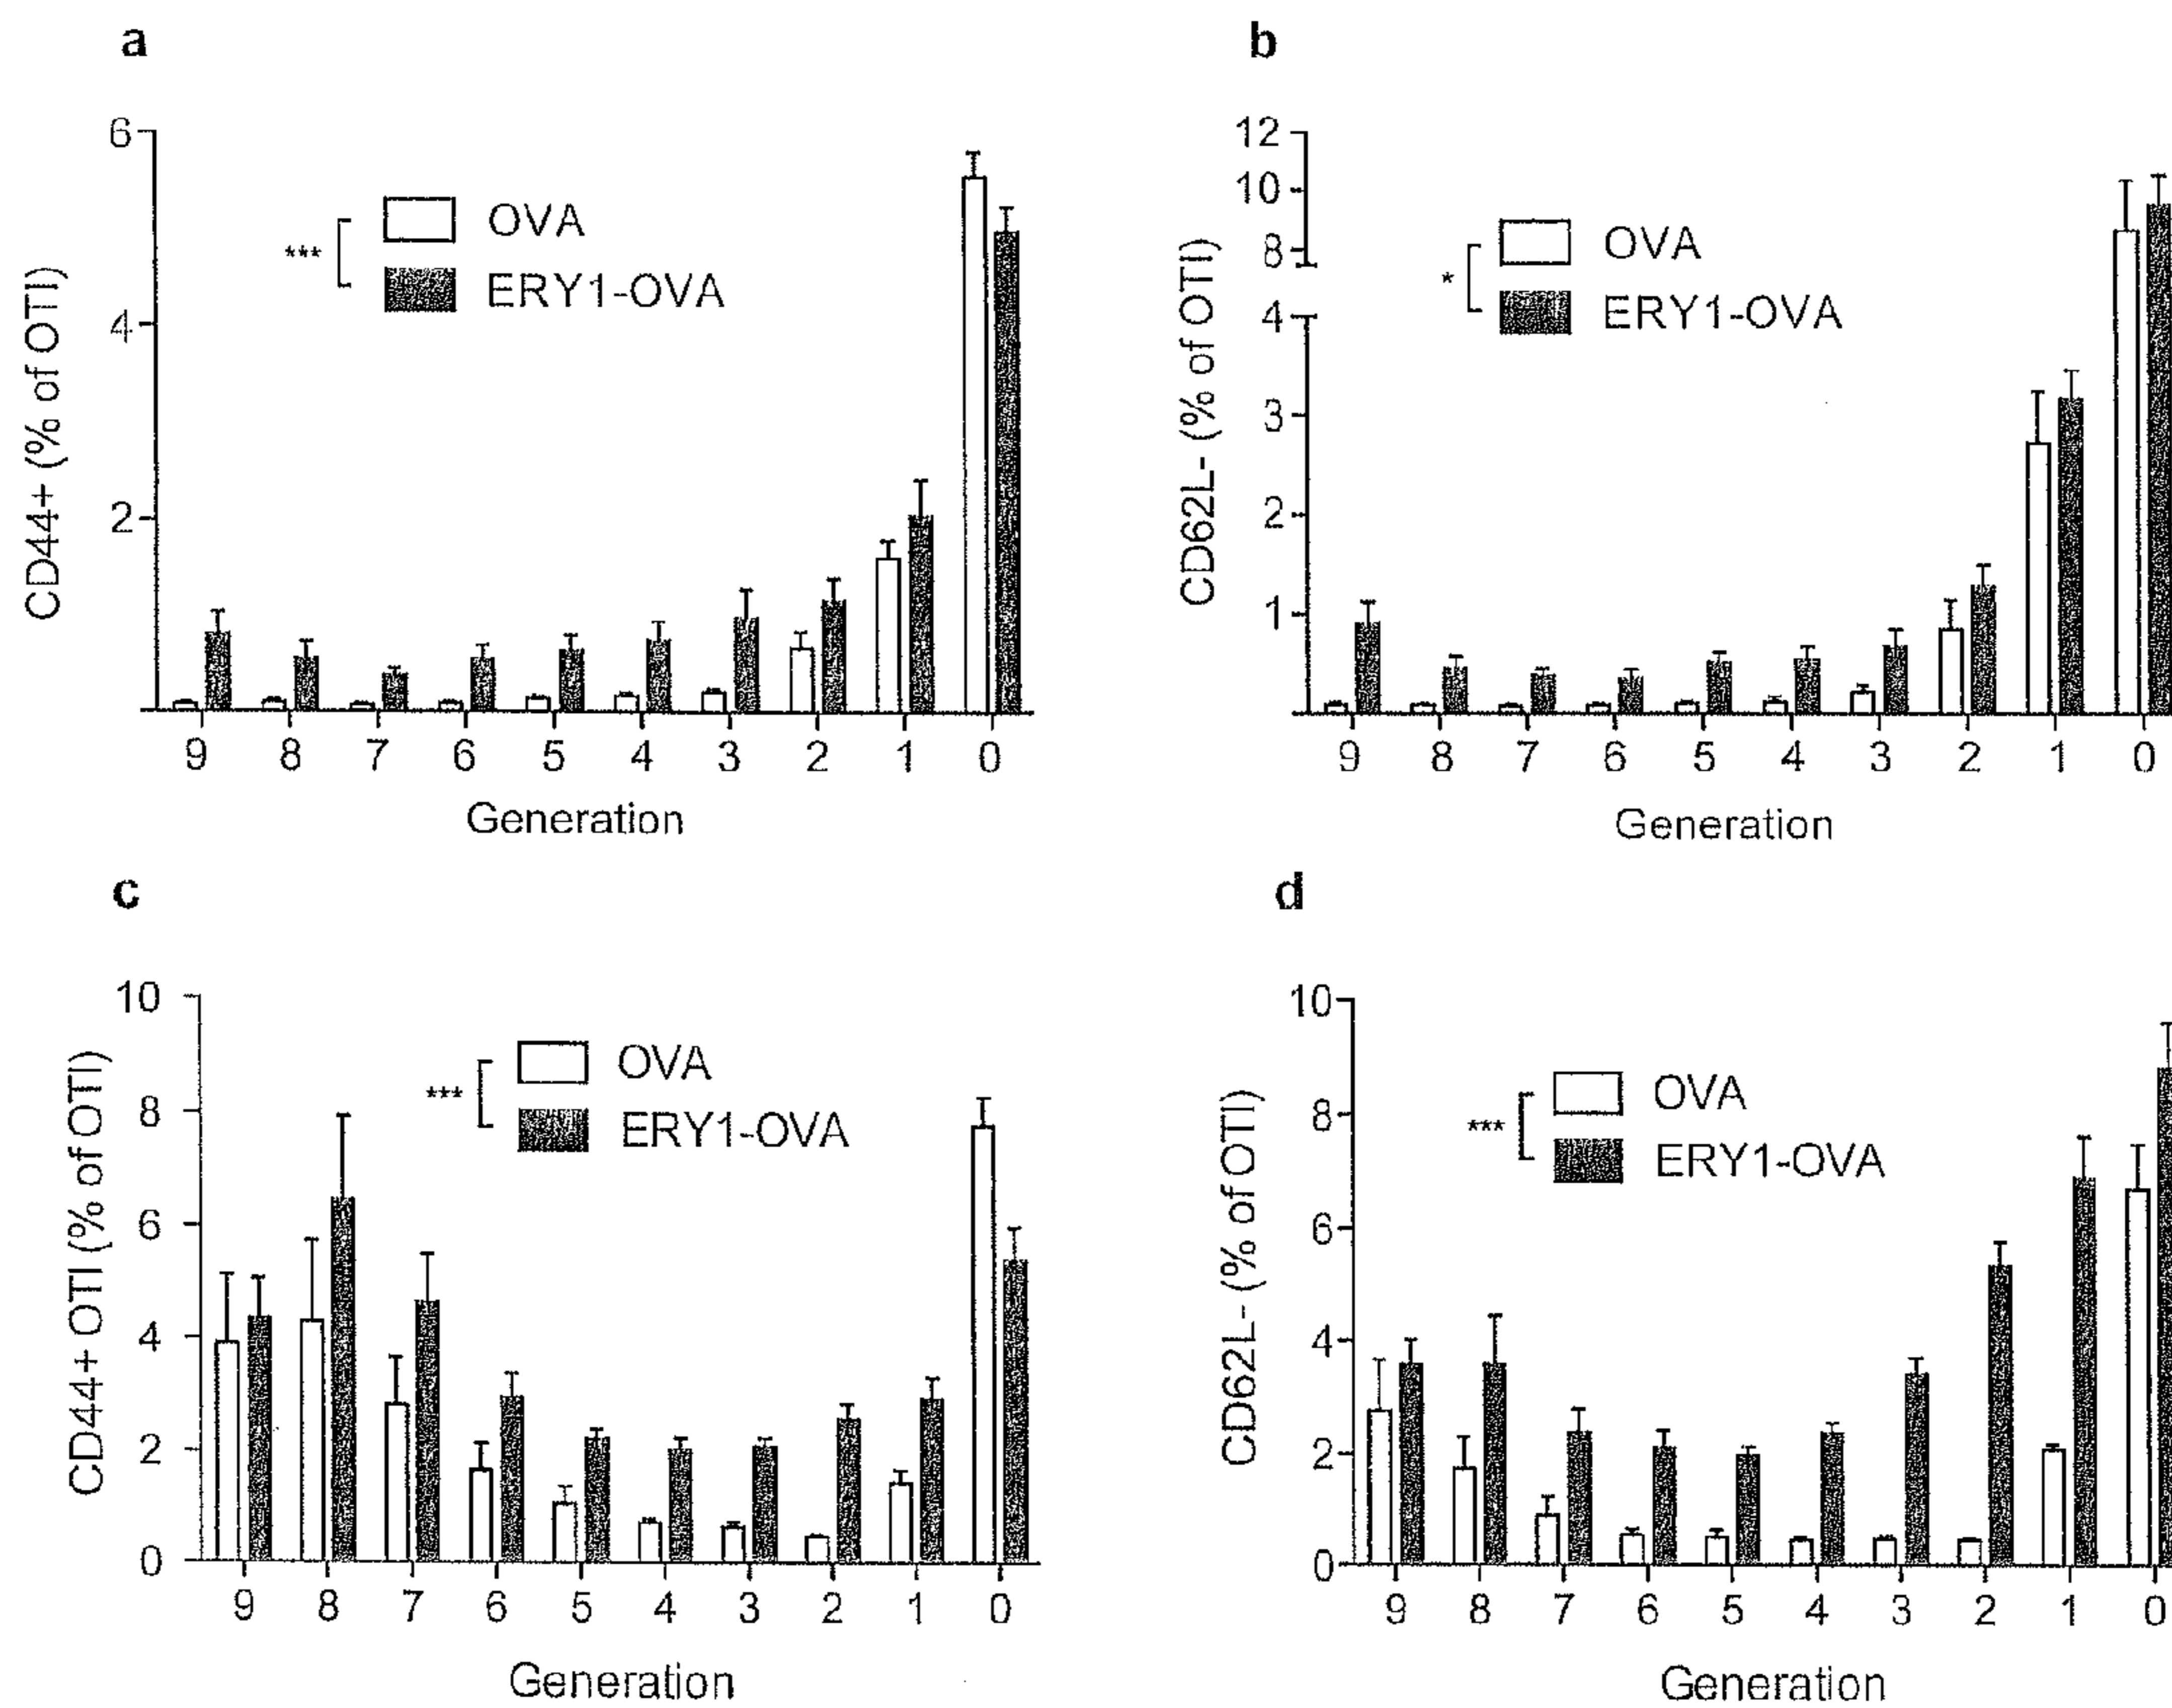 a
CD44+ (% of OTI)
6
4
2
***
OVA
ERY1-OVA
9 8 7 6 5 4 3 2 1 0
Generation
b
CD62L- (% of OTI)
12
10
8
4
3
2
1
*
OVA
ERY1-OVA
9 8 7 6 5 4 3 2 1 0
Generation
c
CD44+ OTI (% of OTI)
10
8
6
4
2
0
***
OVA
ERY1-OVA
9 8 7 6 5 4 3 2 1 0
Generation
d
CD62L- (% of OTI)
10
8
6
4
2
0
***
OVA
ERY1-OVA
9 8 7 6 5 4 3 2 1 0
Generation